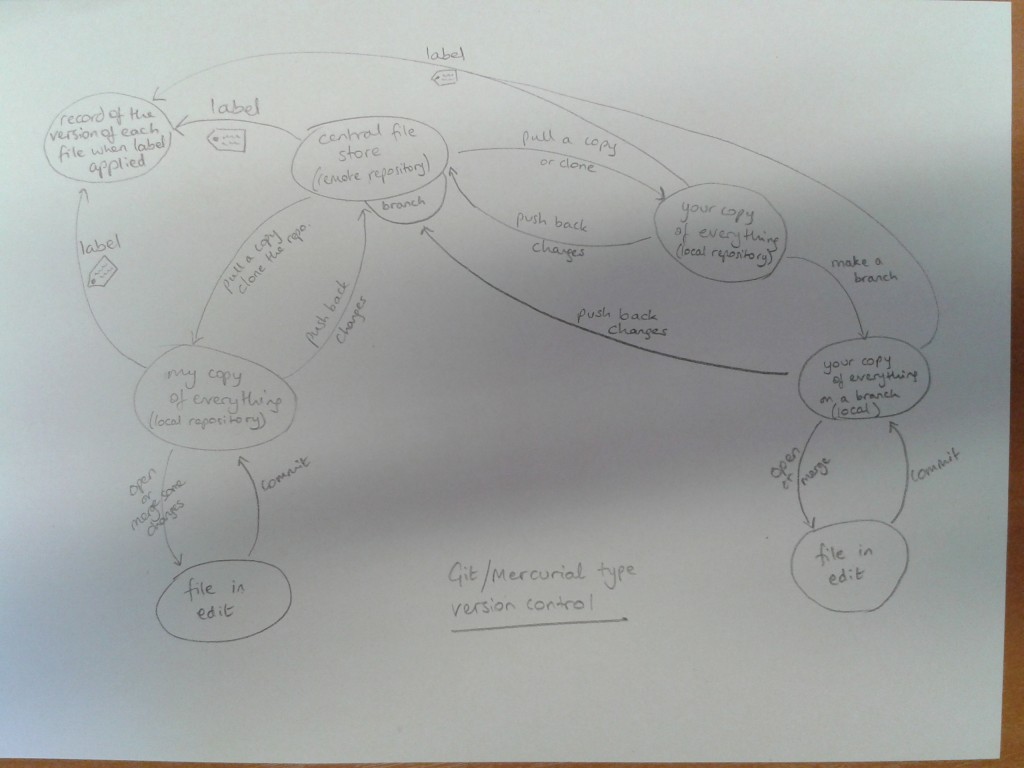 label
record of the
version of each
file when label
applied
label
central file
store
(remote repository)
branch
pull a copy
or clone
your copy
of everything
(local repository)
push back
changes
make a
branch
label
pull a copy
clone the repo.
push back
changes
push back
changes
my copy
of everything
(local repository)
your copy
of everything
on a branch
(local)
open
or
merge some
changes
commit
open
or
merge
commit
file in
edit
file in
edit
Git/Mercurial type
version control